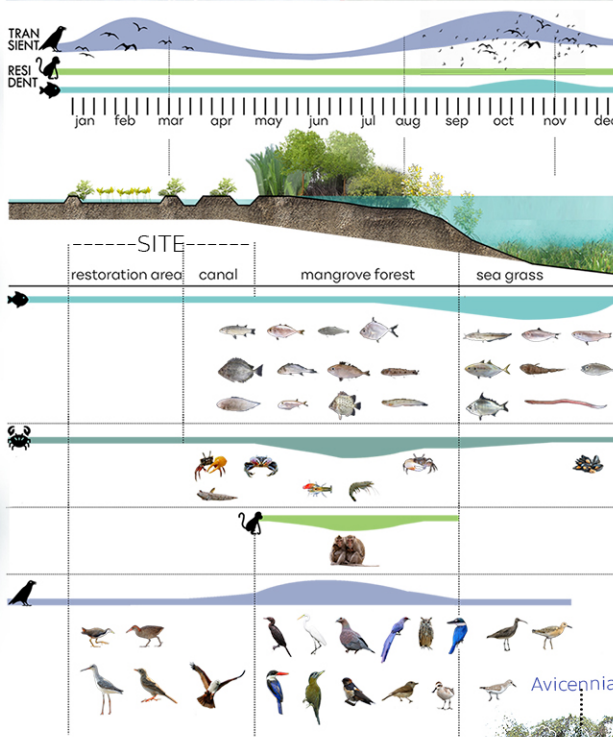 TRAN
SIENT
RESI
DENT
jan feb mar apr may jun jul aug sep oct nov dec
------SITE------
restoration area canal mangrove forest sea grass
Avicennia